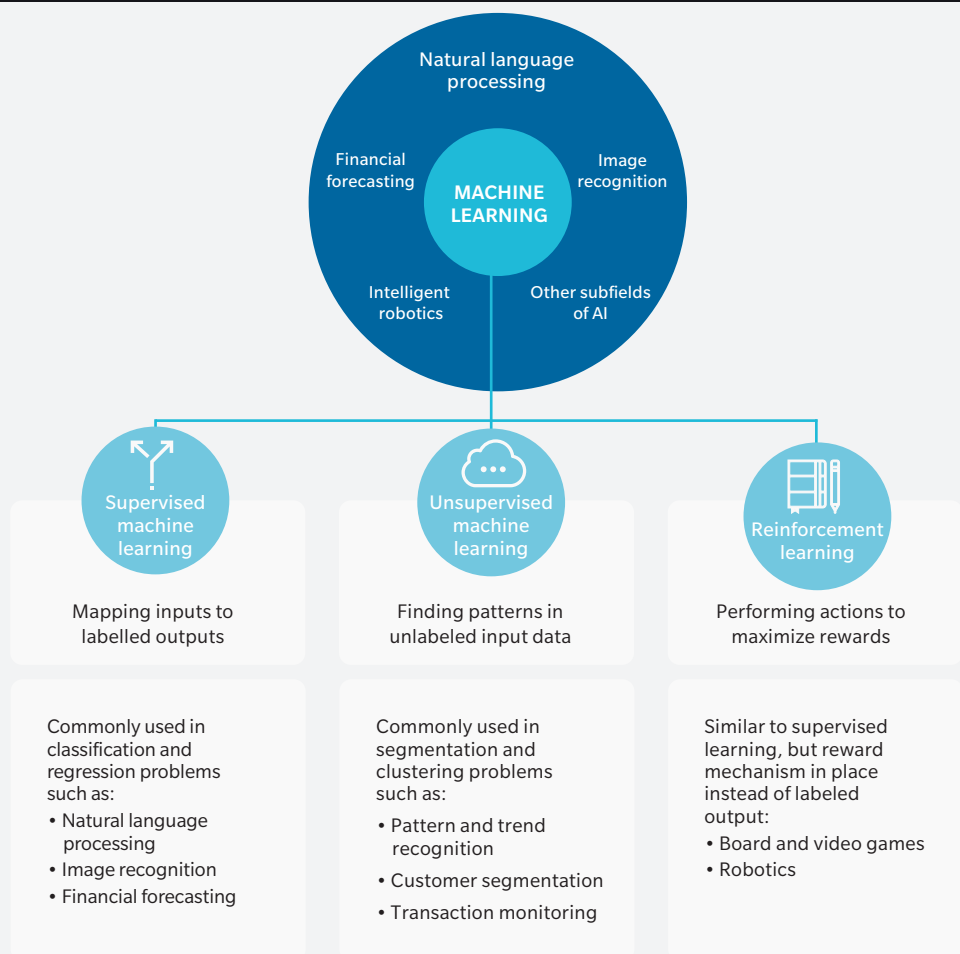 Natural language
processing
Financial
forecasting
Image
recognition
MACHINE
LEARNING
Intelligent
robotics
Other subfields
of AI
Supervised
machine
learning
Mapping inputs to
labelled outputs
Commonly used in
classification and
regression problems
such as:
• Natural language
processing
• Image recognition
• Financial forecasting
Unsupervised
machine
learning
Finding patterns in
unlabeled input data
Commonly used in
segmentation and
clustering problems
such as:
• Pattern and trend
recognition
• Customer segmentation
• Transaction monitoring
Reinforcement
learning
Performing actions to
maximize rewards
Similar to supervised
learning, but reward
mechanism in place
instead of labeled
output:
• Board and video games
• Robotics